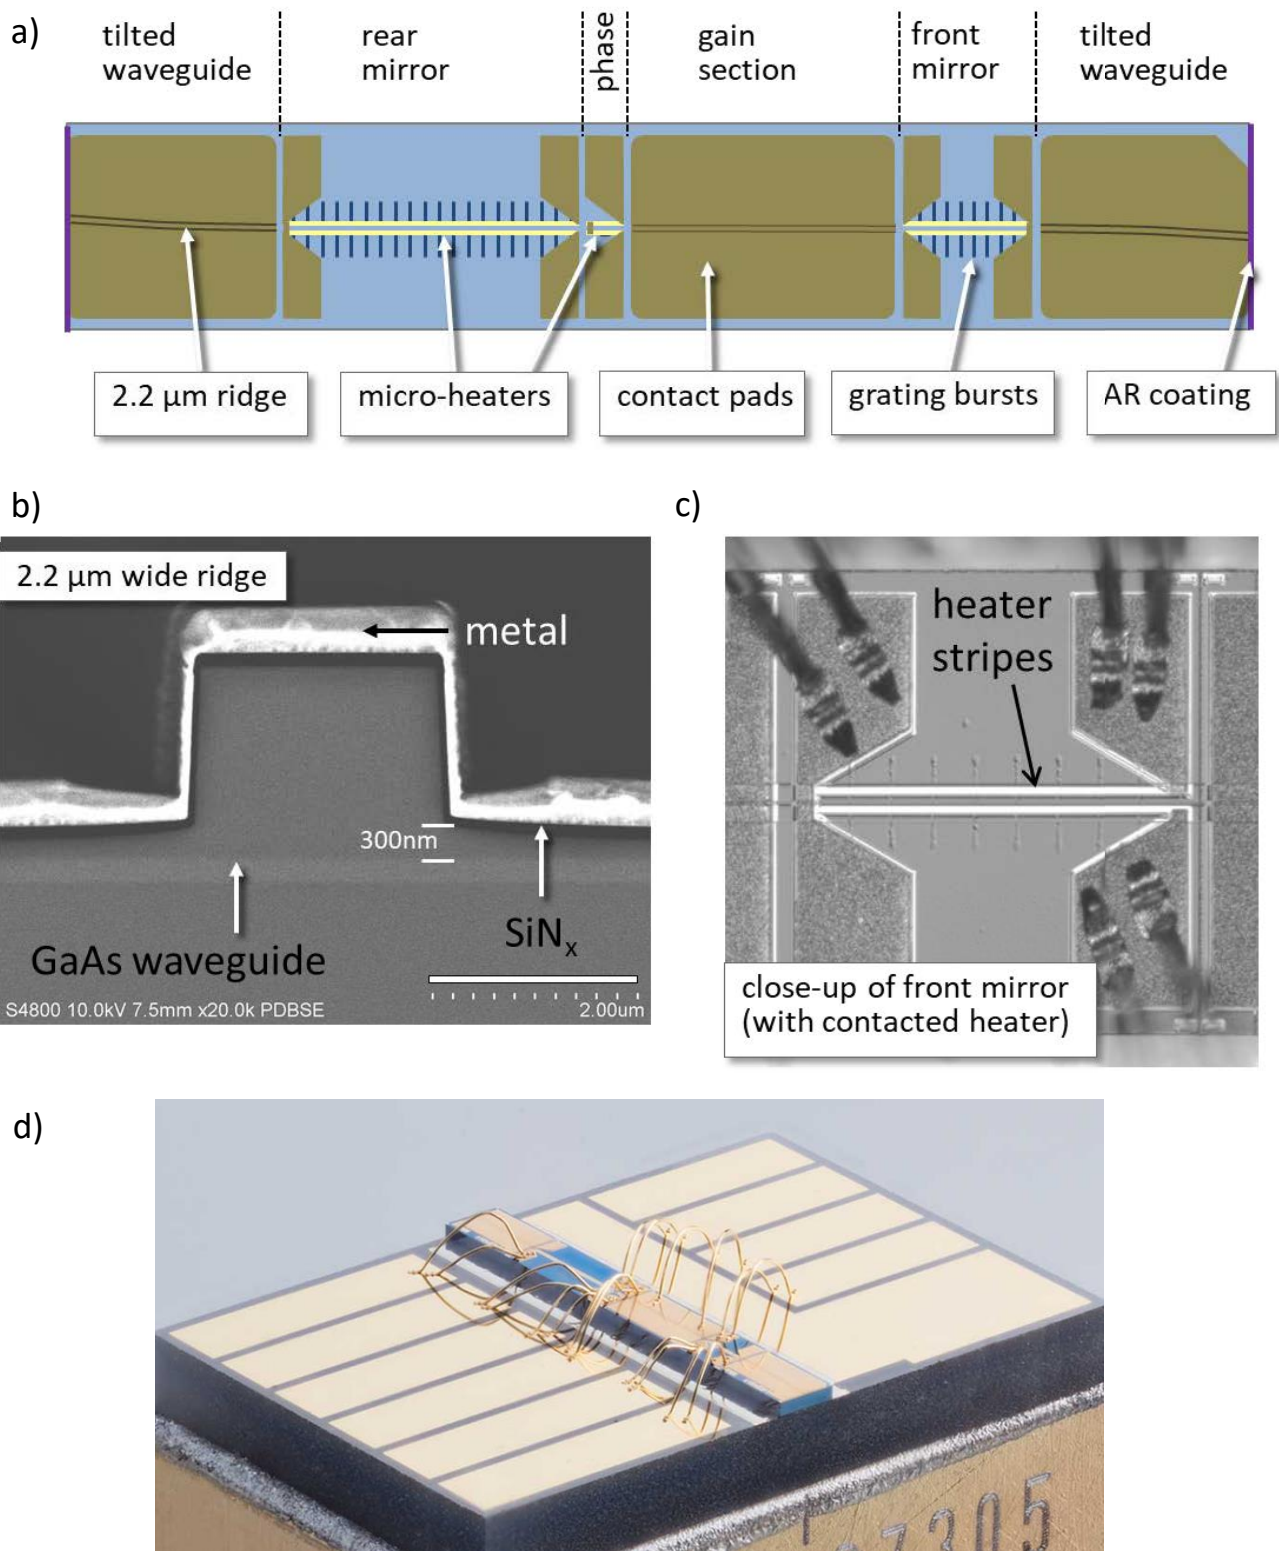 a)
tilted
waveguide
rear
mirror
phase
gain
section
front
mirror
tilted
waveguide
2.2 µm ridge
micro-heaters
contact pads
grating bursts
AR coating
b)
2.2 µm wide ridge
metal
300nm
GaAs waveguide
SiNₓ
S4800 10.0kV 7.5mm x20.0k PDBSE
2.00um
c)
heater
stripes
close-up of front mirror
(with contacted heater)
d)
305